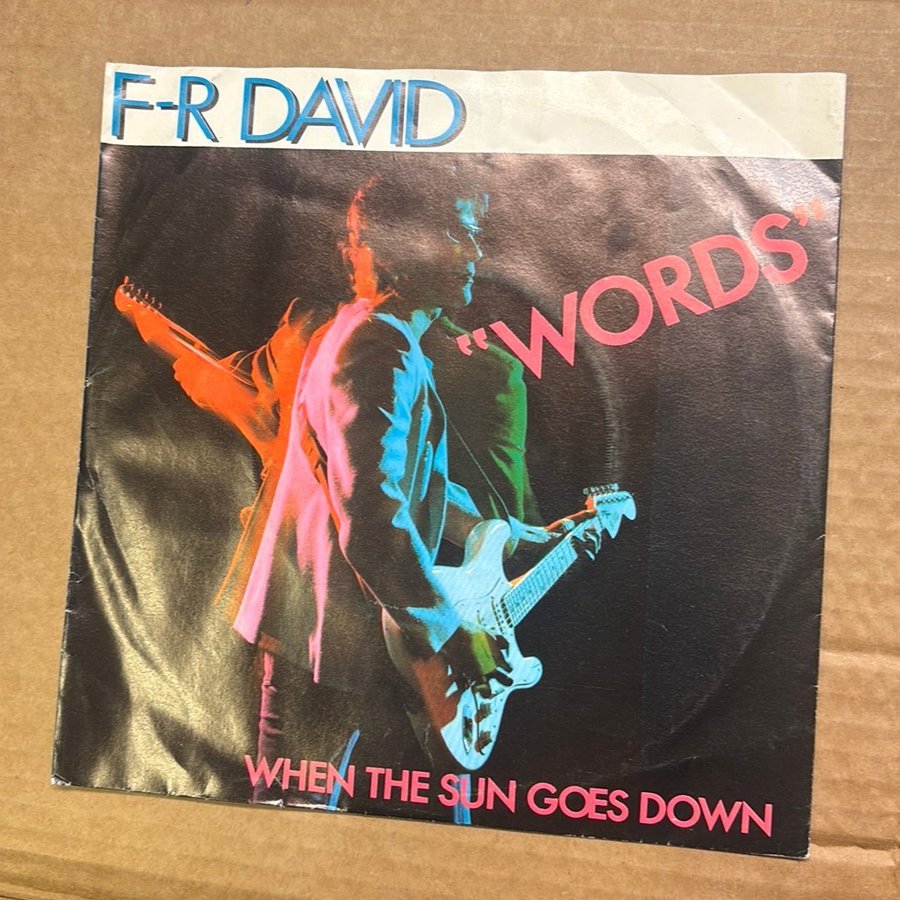 F-R DAVID
“WORDS”
WHEN THE SUN GOES DOWN